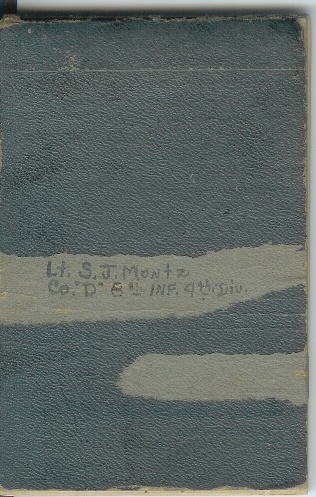 Lt. S. J. Montz
Co. "D" 8th INF. 4th Div.